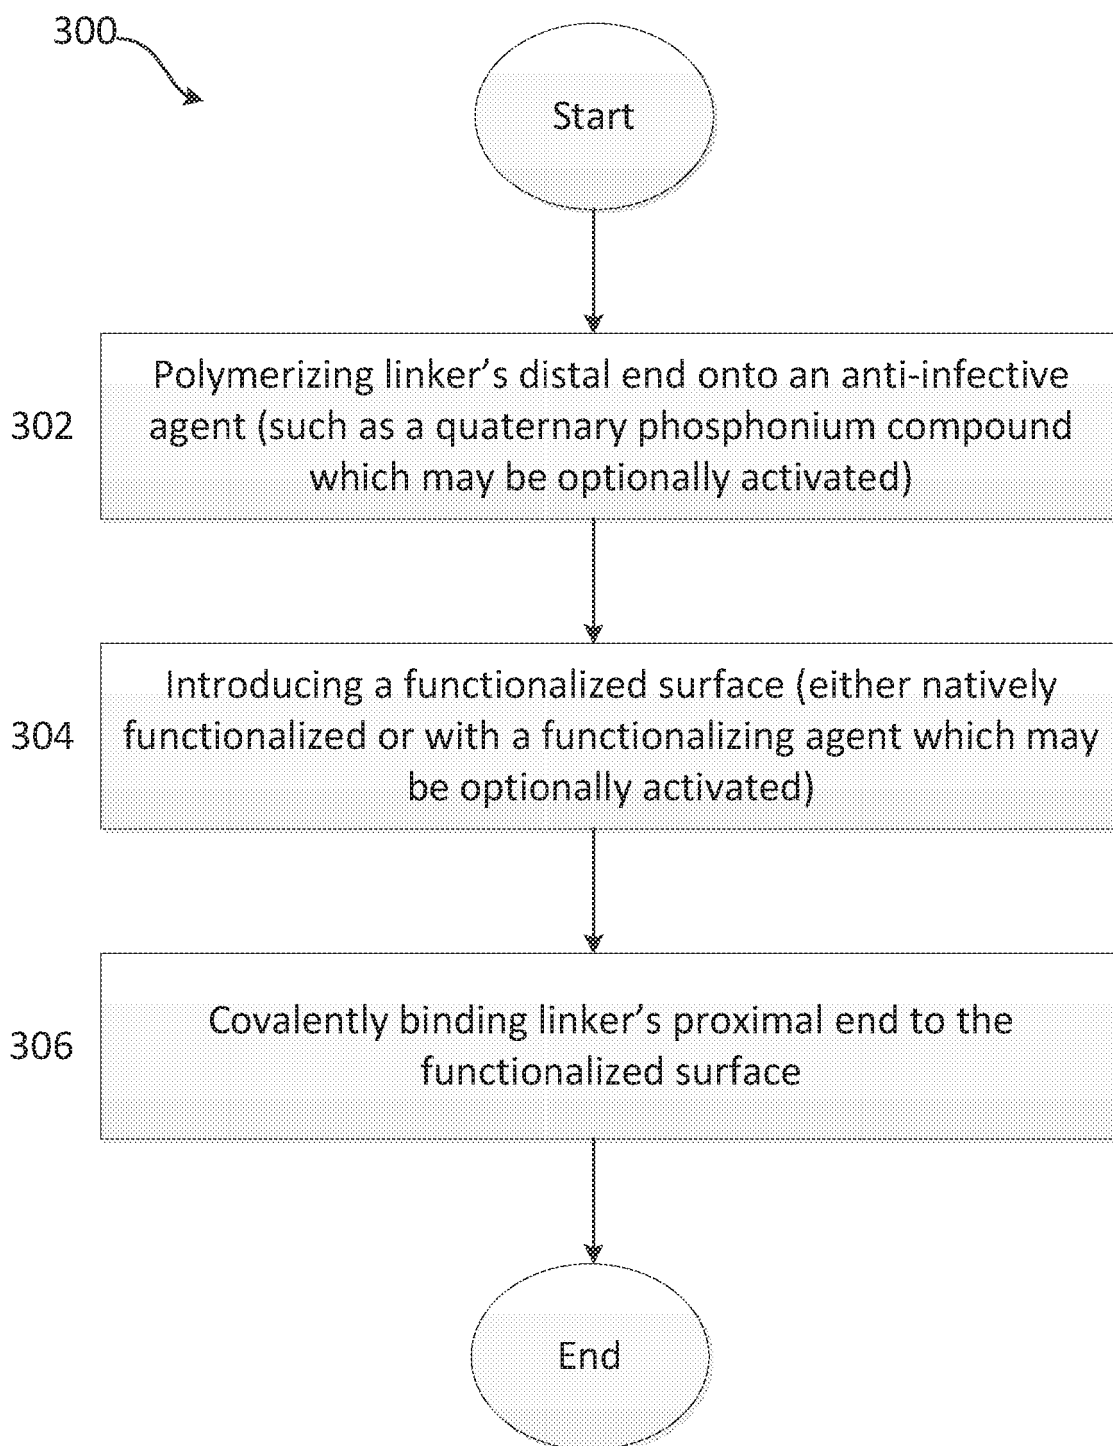 300
Start
302
Polymerizing linker’s distal end onto an anti-infective
agent (such as a quaternary phosphonium compound
which may be optionally activated)
304
Introducing a functionalized surface (either natively
functionalized or with a functionalizing agent which may
be optionally activated)
306
Covalently binding linker’s proximal end to the
functionalized surface
End